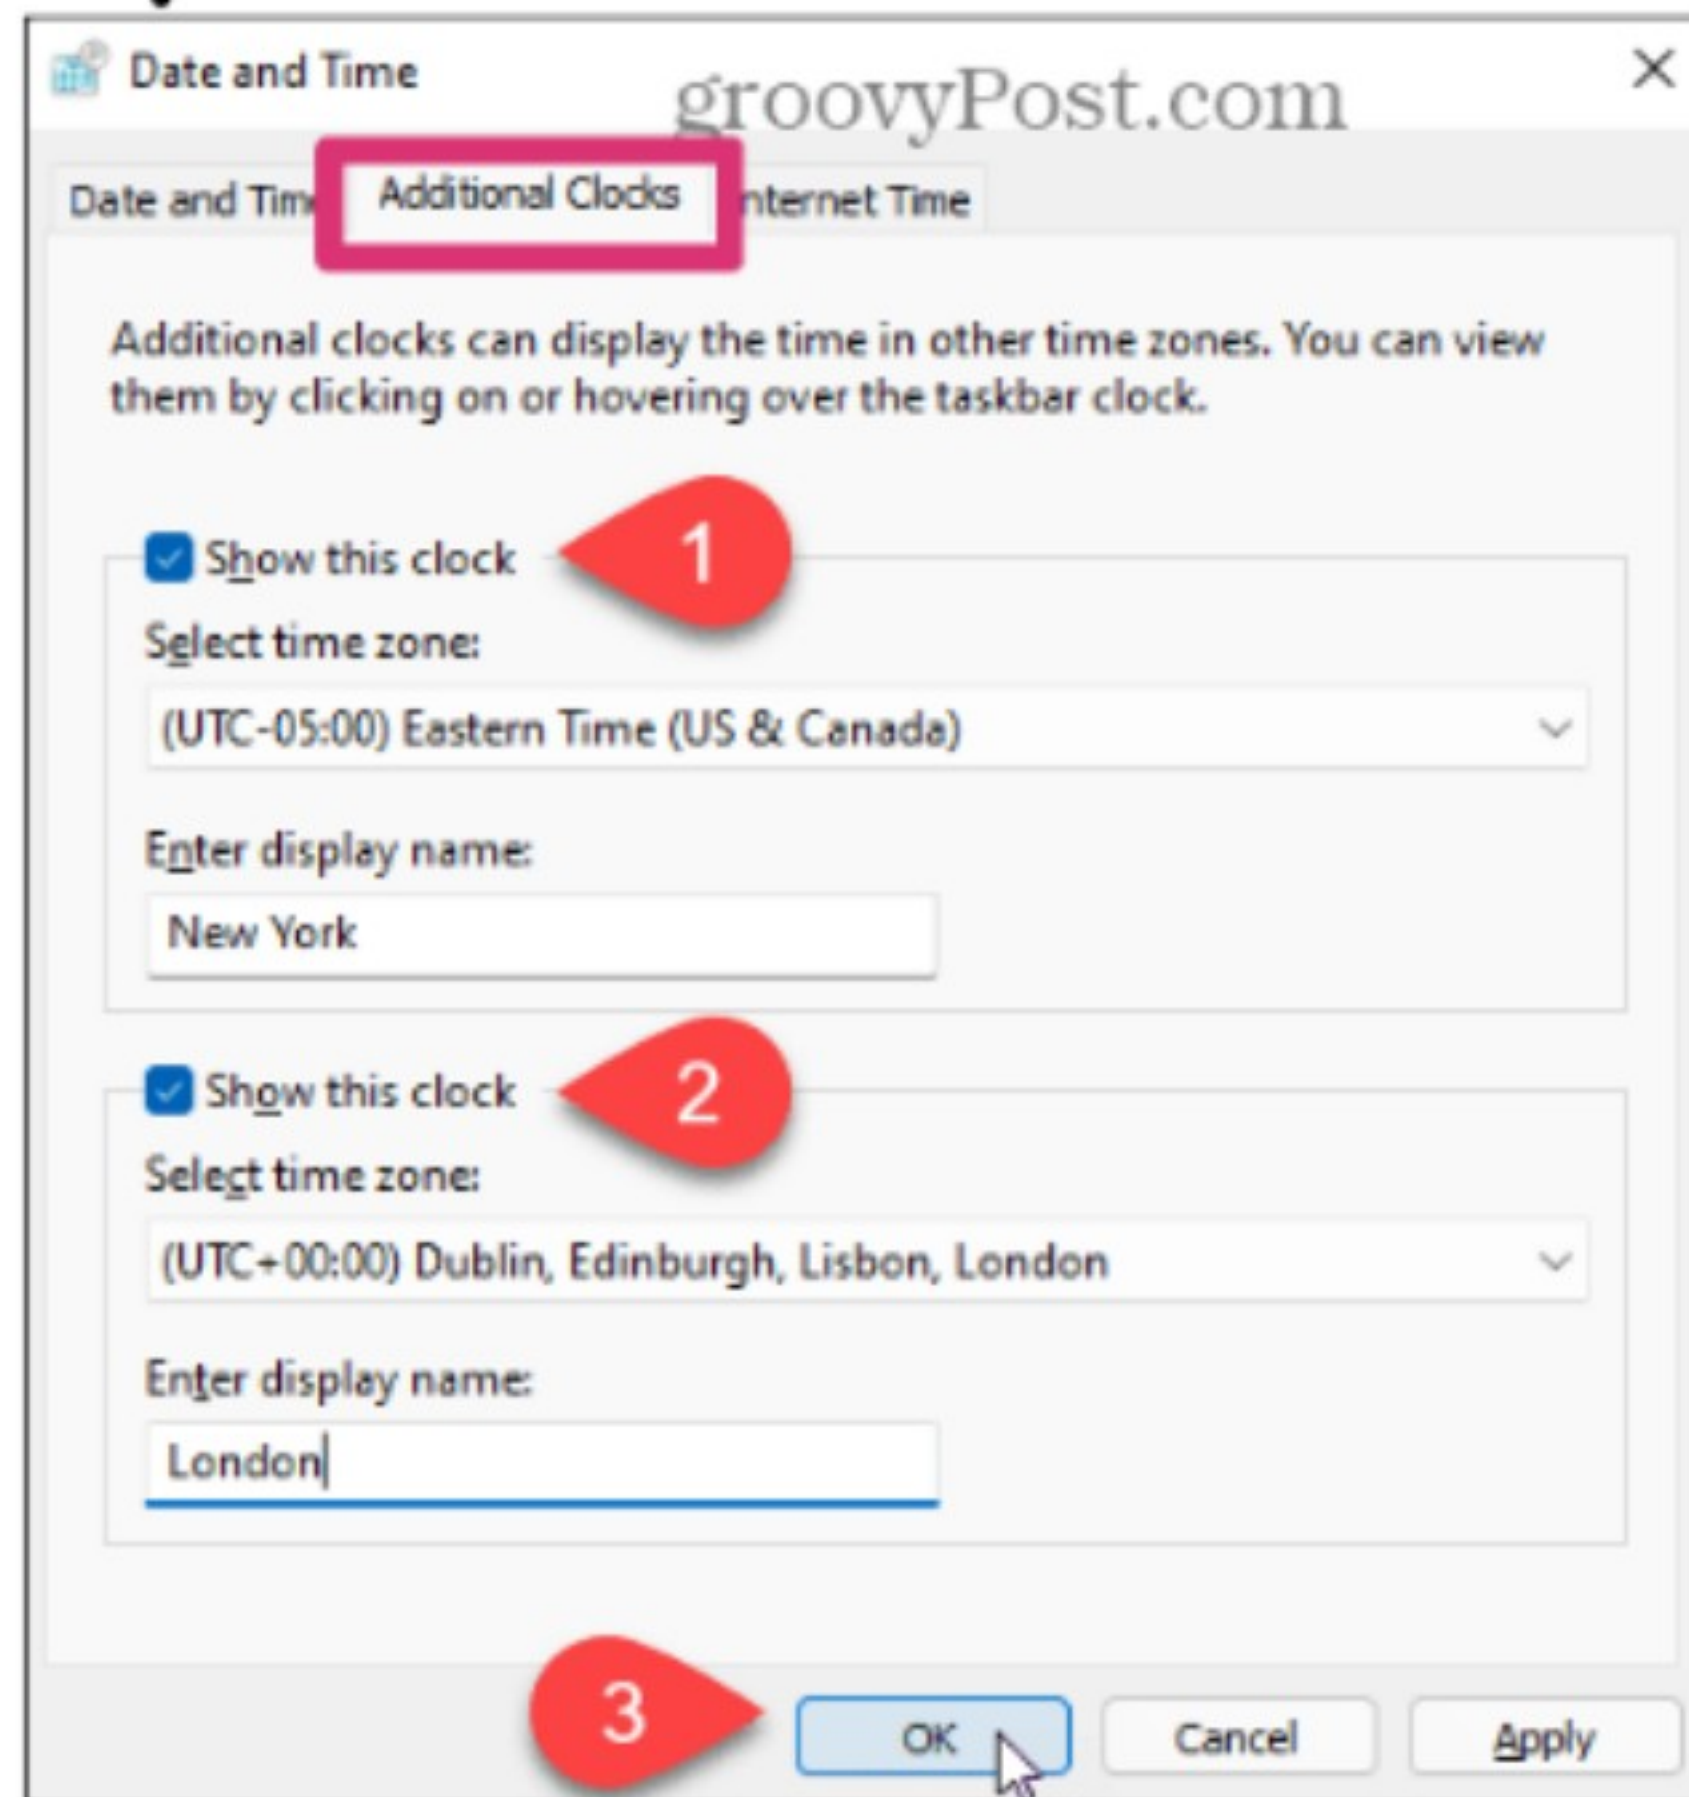 Date and Time
groovyPost.com
Date and Tim
Additional Clocks
nternet Time
Additional clocks can display the time in other time zones. You can view
them by clicking on or hovering over the taskbar clock.
Show this clock
1
Select time zone:
(UTC-05:00) Eastern Time (US & Canada)
Enter display name:
New York
Show this clock
2
Select time zone:
(UTC+00:00) Dublin, Edinburgh, Lisbon, London
Enter display name:
London
3
OK
Cancel
Apply